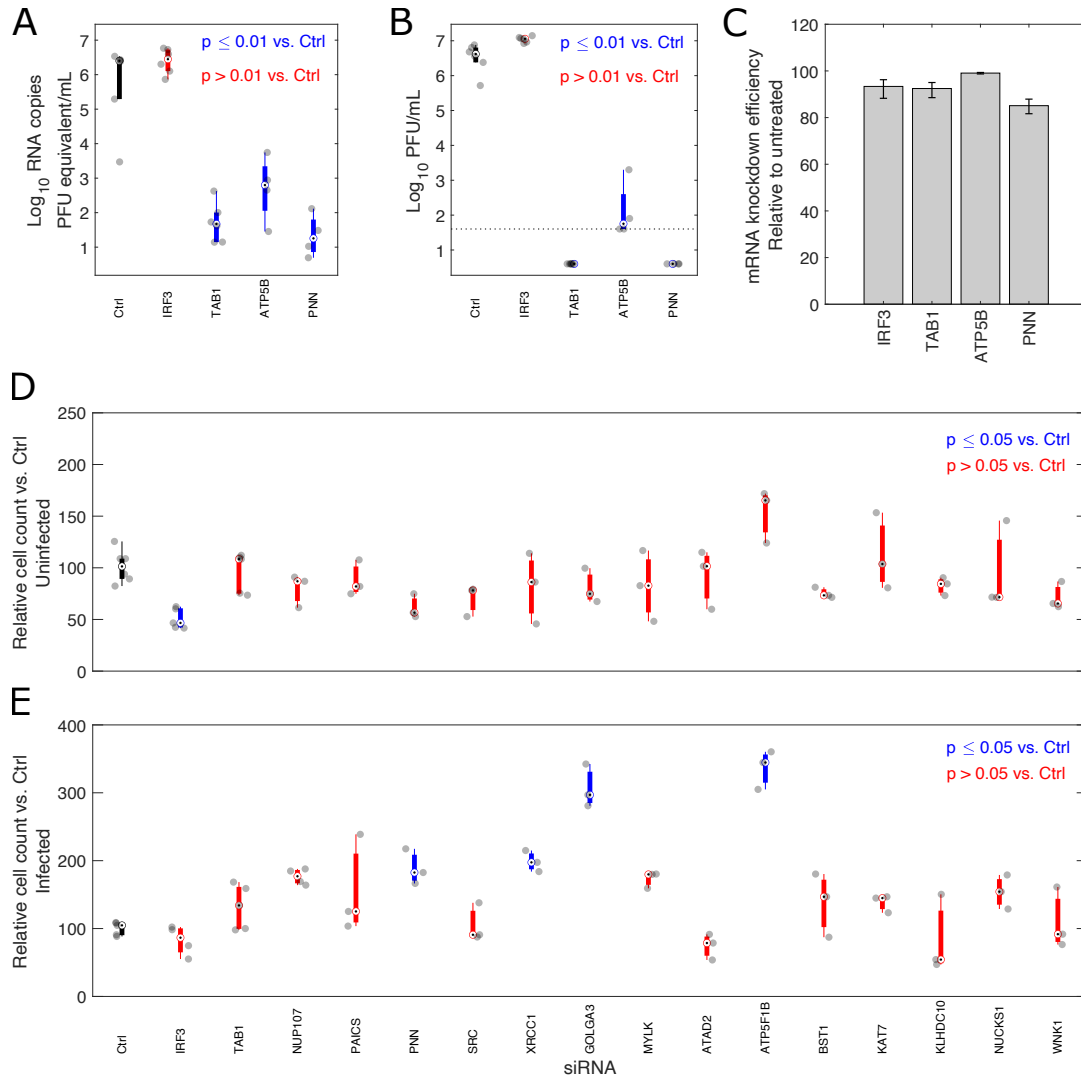 A
Log10 RNA copies
PFU equivalent/mL
7
6
5
4
3
2
1
p ≤ 0.01 vs. Ctrl
p > 0.01 vs. Ctrl
Ctrl
IRF3
TAB1
ATP5B
PNN
B
Log10 PFU/mL
7
6
5
4
3
2
1
p ≤ 0.01 vs. Ctrl
p > 0.01 vs. Ctrl
Ctrl
IRF3
TAB1
ATP5B
PNN
C
mRNA knockdown efficiency
Relative to untreated
120
100
80
60
40
20
0
IRF3
TAB1
ATP5B
PNN
D
Relative cell count vs. Ctrl
Uninfected
250
200
150
100
50
0
p ≤ 0.05 vs. Ctrl
p > 0.05 vs. Ctrl
E
Relative cell count vs. Ctrl
Infected
400
300
200
100
0
p ≤ 0.05 vs. Ctrl
p > 0.05 vs. Ctrl
Ctrl
IRF3
TAB1
NUP107
PAICS
PNN
SRC
XRCC1
GOLGA3
MYLK
ATAD2
ATP5F1B
BST1
KAT7
KLHDC10
NUCKS1
WNK1
siRNA